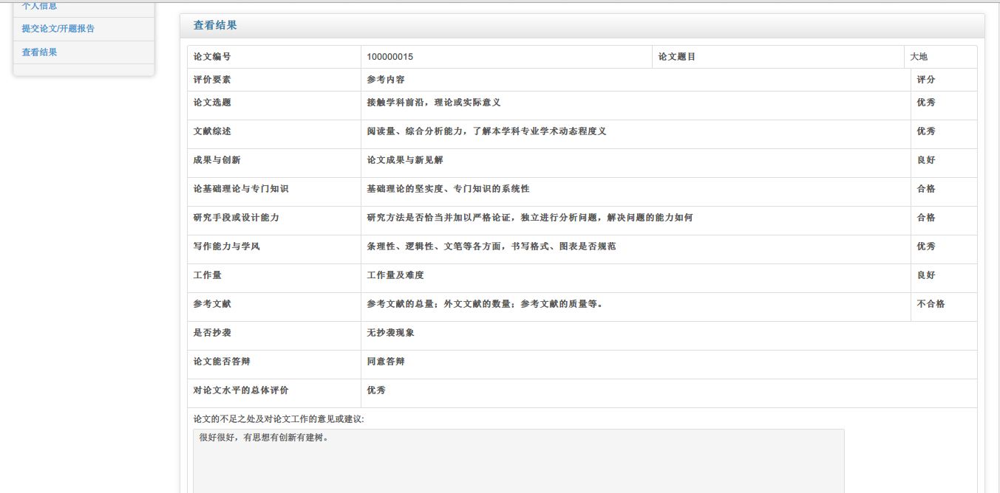 个人信息
提交论文/开题报告
查看结果
查看结果
论文编号 100000015 论文题目 大地
评价要素 参考内容 评分
论文选题 接触学科前沿，理论或实际意义 优秀
文献综述 阅读量、综合分析能力，了解本学科专业学术动态程度义 优秀
成果与创新 论文成果与新见解 良好
论基础理论与专门知识 基础理论的坚实度、专门知识的系统性 合格
研究手段或设计能力 研究方法是否恰当并加以严格论证，独立进行分析问题，解决问题的能力如何 合格
写作能力与学风 条理性、逻辑性、文笔等各方面，书写格式、图表是否规范 优秀
工作量 工作量及难度 良好
参考文献 参考文献的总量；外文文献的数量；参考文献的质量等。 不合格
是否抄袭 无抄袭现象
论文能否答辩 同意答辩
对论文水平的总体评价 优秀
论文的不足之处及对论文工作的意见或建议:
很好很好，有思想有创新有建树。